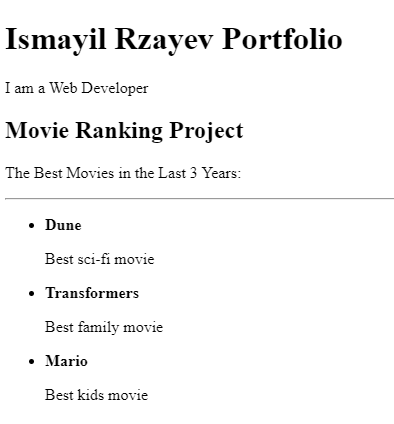 Ismayil Rzayev Portfolio
I am a Web Developer
Movie Ranking Project
The Best Movies in the Last 3 Years:
Dune
Best sci-fi movie
Transformers
Best family movie
Mario
Best kids movie